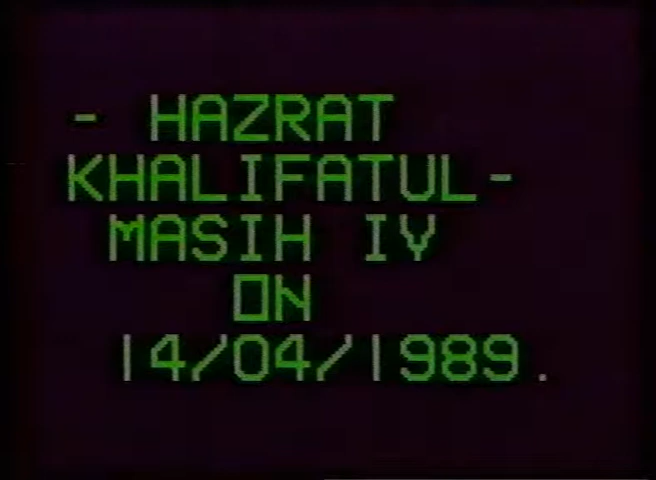 - HAZRAT
KHALIFATUL-
MASIH IV
ON
14/04/1989.